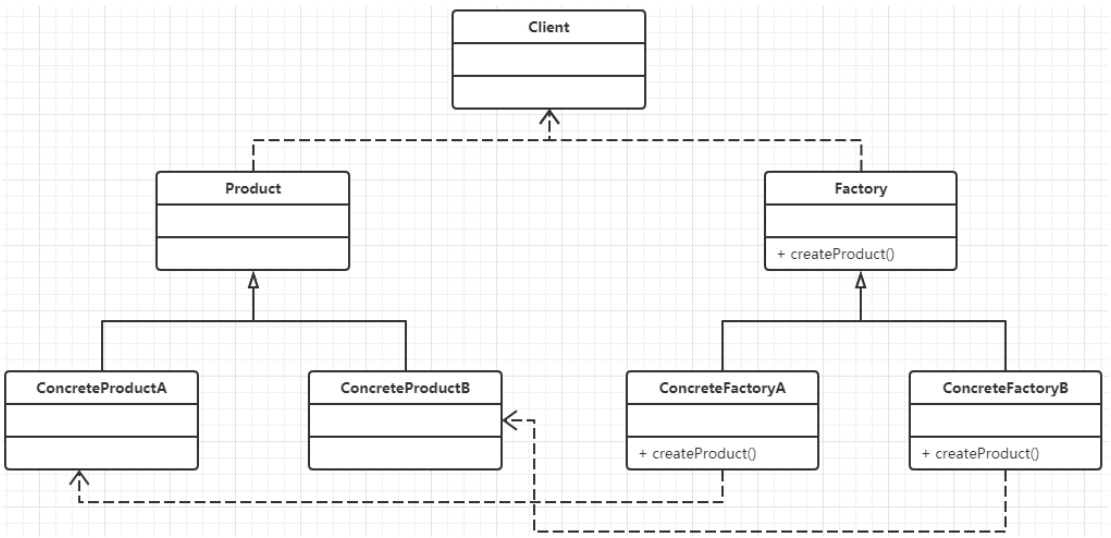 Client
Product
Factory
+ createProduct()
ConcreteProductA
ConcreteProductB
ConcreteFactoryA
ConcreteFactoryB
+ createProduct()
+ createProduct()